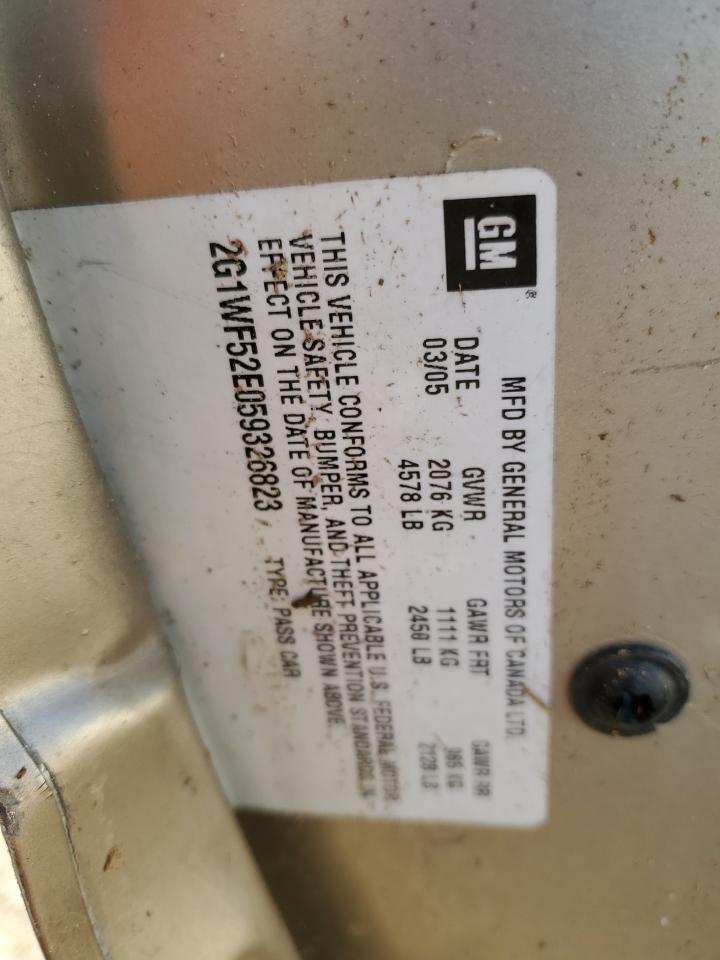 GM
®
MFD BY GENERAL MOTORS OF CANADA LTD.
DATE GVWR GAWR FRT GAWR RR
03/05 2076 KG 1111 KG KG
4578 LB 2450 LB LB
THIS VEHICLE CONFORMS TO ALL APPLICABLE U.S. FEDERAL MOTOR
VEHICLE SAFETY, BUMPER, AND THEFT PREVENTION STANDARDS IN
EFFECT ON THE DATE OF MANUFACTURE SHOWN ABOVE.
2G1WF52E059326823 TYPE: PASS CAR